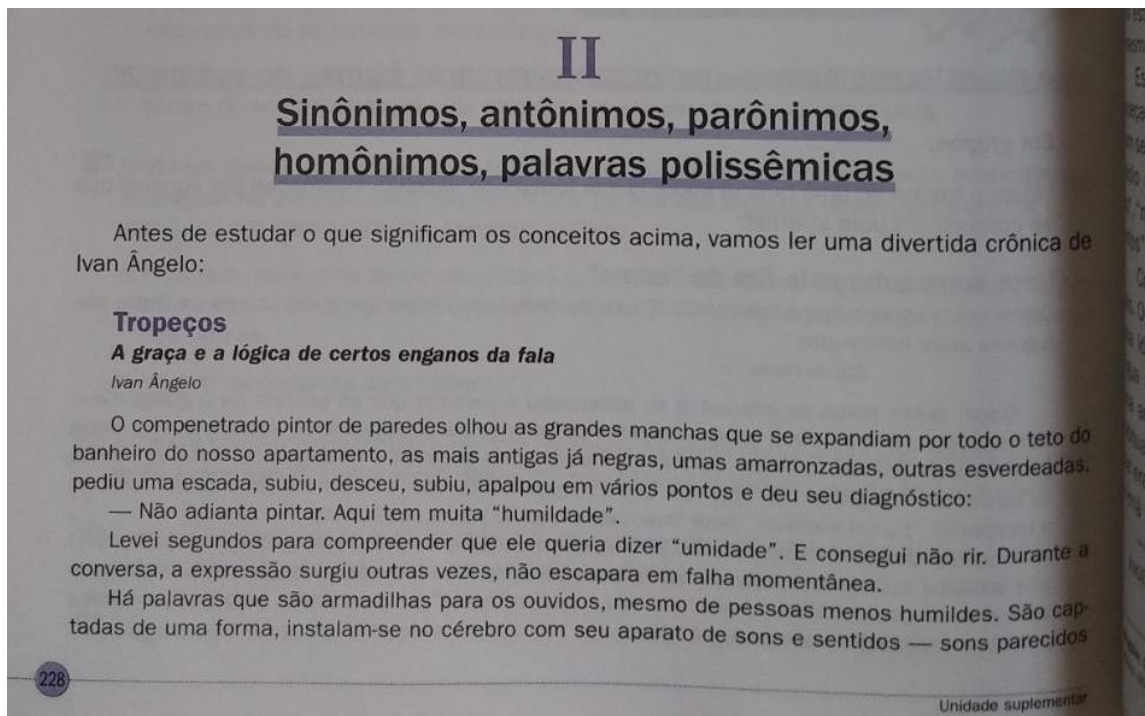 II
Sinônimos, antônimos, parônimos,
homônimos, palavras polissêmicas
Antes de estudar o que significam os conceitos acima, vamos ler uma divertida crônica de
Ivan Ângelo:
Tropeços
A graça e a lógica de certos enganos da fala
Ivan Ângelo
O compenetrado pintor de paredes olhou as grandes manchas que se expandiam por todo o teto do
banheiro do nosso apartamento, as mais antigas já negras, umas amarronzadas, outras esverdeadas,
pediu uma escada, subiu, desceu, subiu, apalpou em vários pontos e deu seu diagnóstico:
— Não adianta pintar. Aqui tem muita “humildade”.
Levei segundos para compreender que ele queria dizer “umidade”. E consegui não rir. Durante a
conversa, a expressão surgiu outras vezes, não escapara em falha momentânea.
Há palavras que são armadilhas para os ouvidos, mesmo de pessoas menos humildes. São cap-
tadas de uma forma, instalam-se no cérebro com seu aparato de sons e sentidos — sons parecidos
228
Unidade suplementar